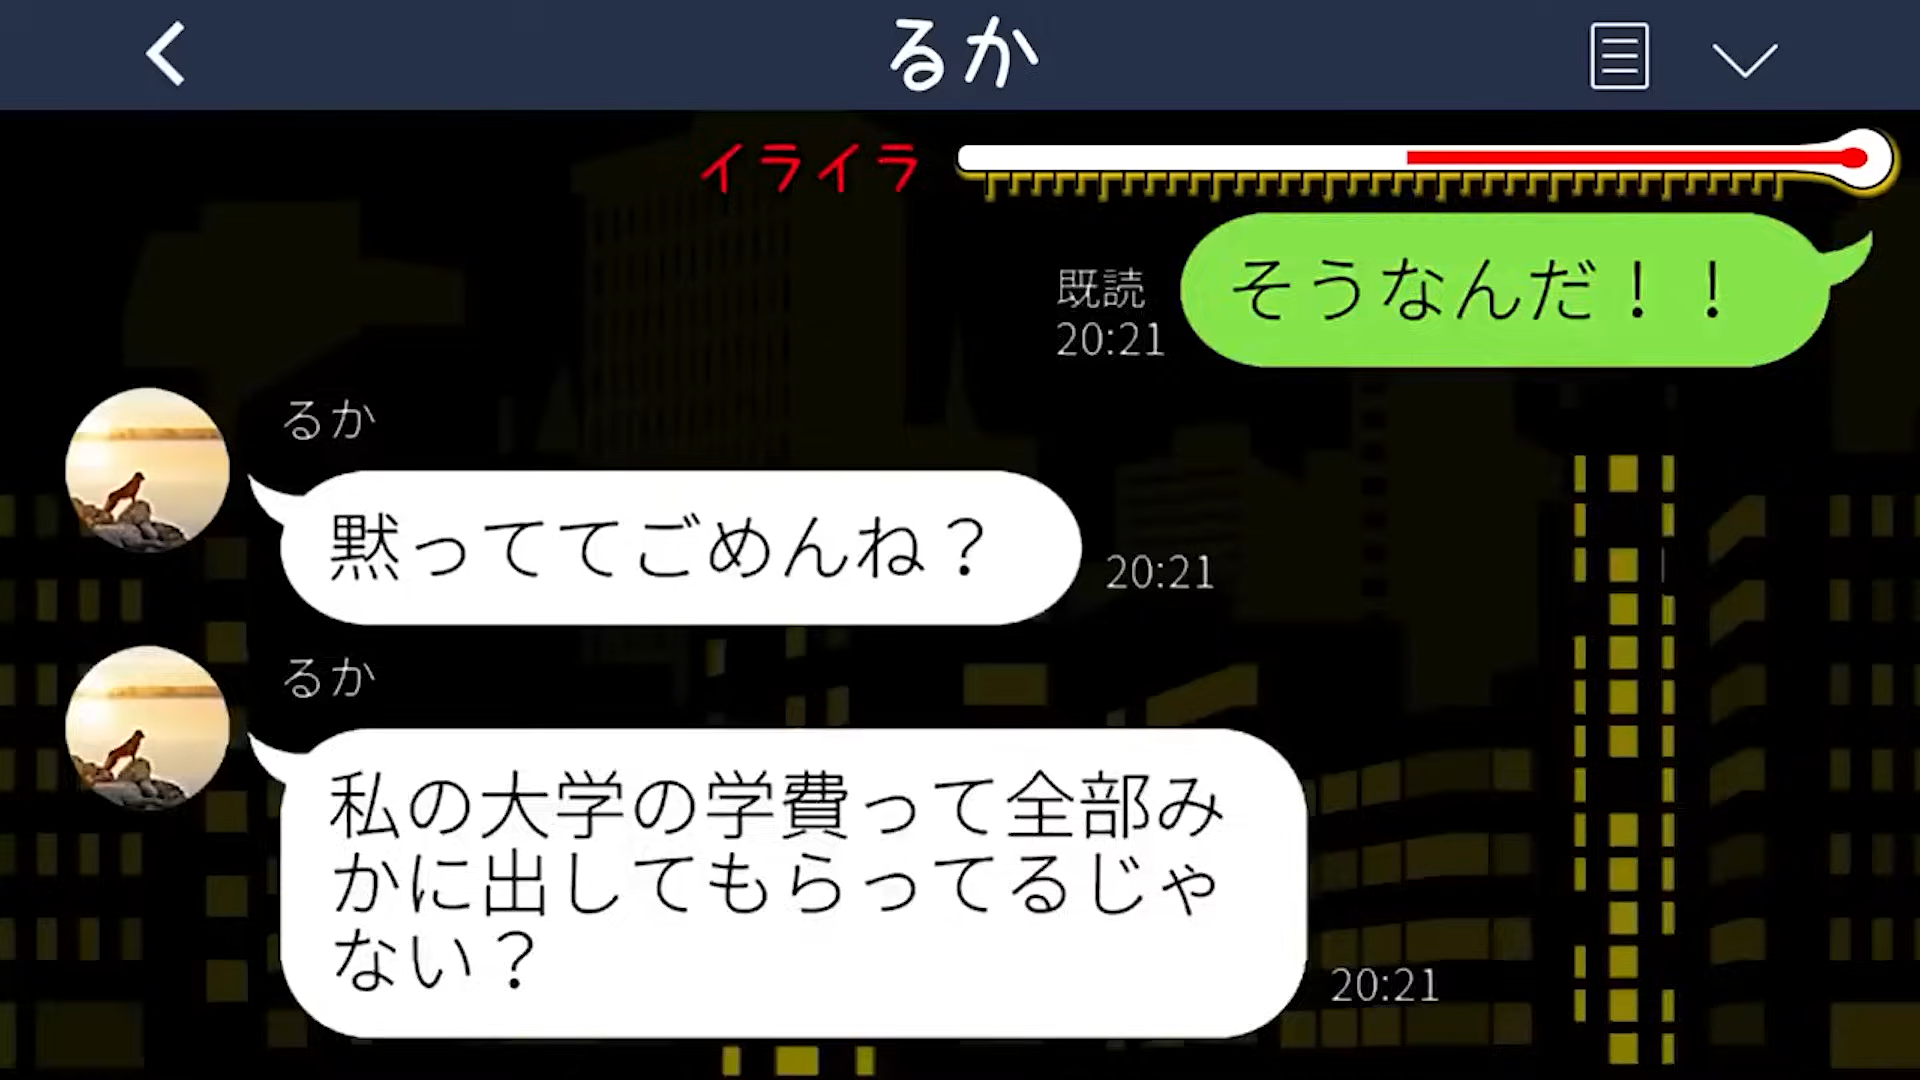 るか
イライラ
そうなんだ！！
既読
20:21
るか
黙っててごめんね？
20:21
るか
私の大学の学費って全部み
かに出してもらってるじゃ
ない？
20:21